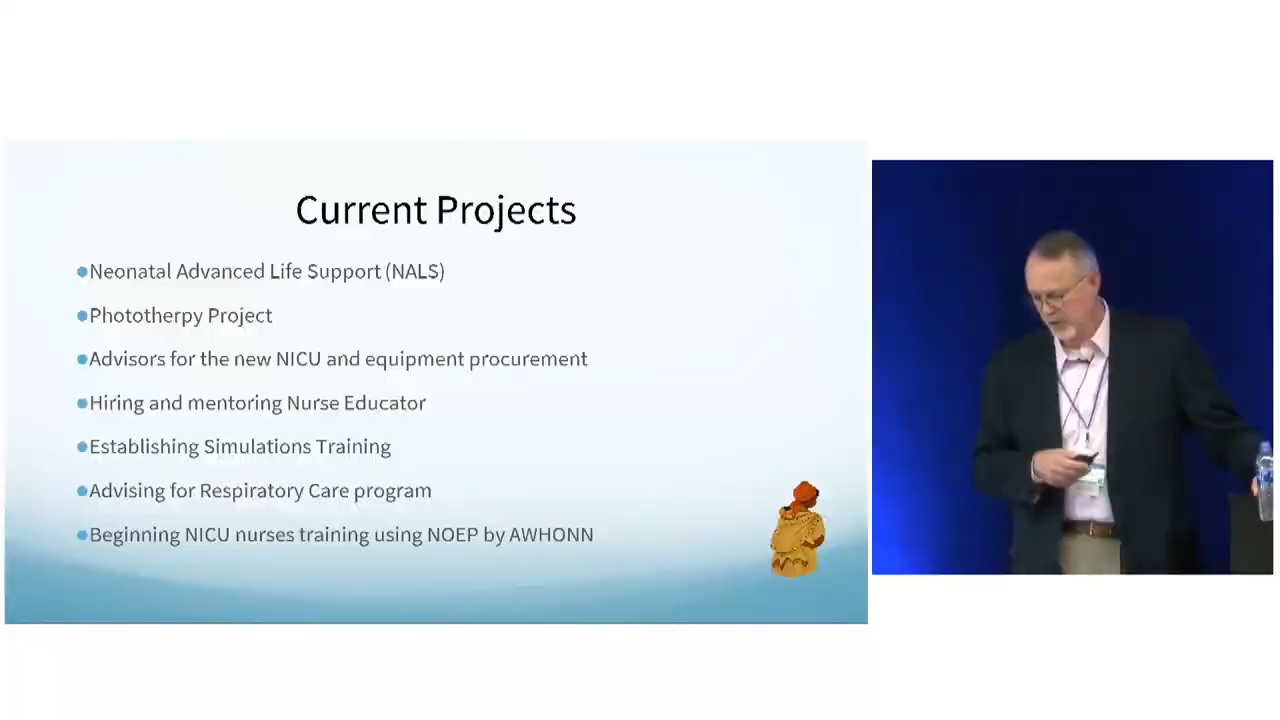 Current Projects
Neonatal Advanced Life Support (NALS)
Phototherpy Project
Advisors for the new NICU and equipment procurement
Hiring and mentoring Nurse Educator
Establishing Simulations Training
Advising for Respiratory Care program
Beginning NICU nurses training using NOEP by AWHONN